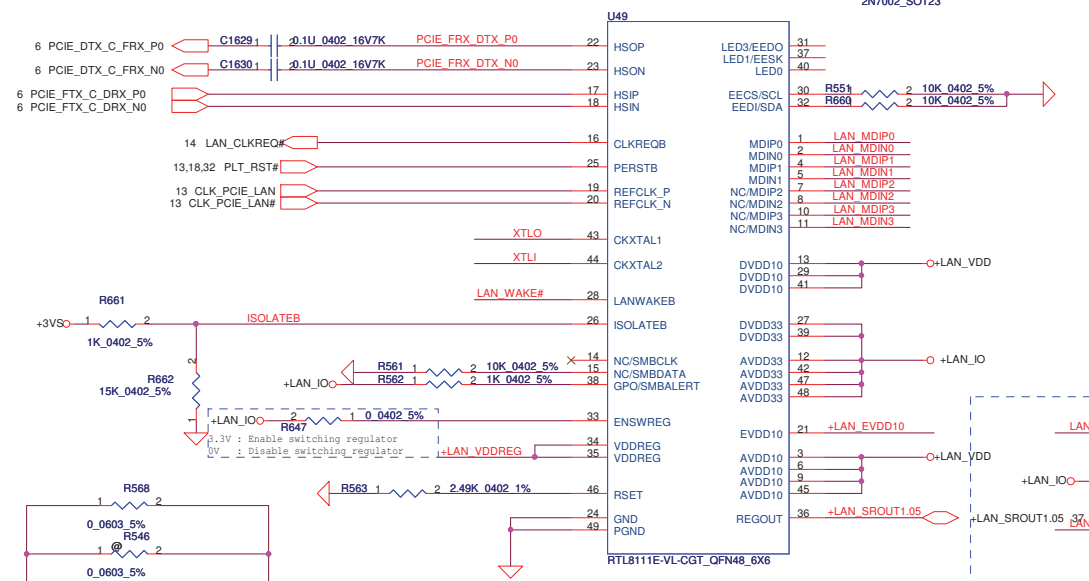 2N7002_SOT23
U49
6 PCIE_DTX_C_FRX_P0 C1629 1 2 0.1U_0402_16V7K PCIE_FRX_DTX_P0 22 HSOP LED3/EEDO 31
LED1/EESK 37
6 PCIE_DTX_C_FRX_N0 C1630 1 2 0.1U_0402_16V7K PCIE_FRX_DTX_N0 23 HSON LED0 40
6 PCIE_FTX_C_DRX_P0 17 HSIP EECS/SCL 30 R551 1 2 10K_0402_5%
6 PCIE_FTX_C_DRX_N0 18 HSIN EEDI/SDA 32 R660 1 2 10K_0402_5%
14 LAN_CLKREQ# 16 CLKREQB MDIP0 1 LAN_MDIP0
MDIN0 2 LAN_MDIN0
13,18,32 PLT_RST# 25 PERSTB MDIP1 4 LAN_MDIP1
MDIN1 5 LAN_MDIN1
13 CLK_PCIE_LAN 19 REFCLK_P NC/MDIP2 7 LAN_MDIP2
13 CLK_PCIE_LAN# 20 REFCLK_N NC/MDIN2 8 LAN_MDIN2
NC/MDIP3 10 LAN_MDIP3
NC/MDIN3 11 LAN_MDIN3
XTLO 43 CKXTAL1
XTLI 44 CKXTAL2 DVDD10 13 +LAN_VDD
DVDD10 29
DVDD10 41
LAN_WAKE# 28 LANWAKEB
R661
+3VS 1 2 ISOLATEB 26 ISOLATEB DVDD33 27
1K_0402_5% DVDD33 39
14 NC/SMBCLK AVDD33 12 +LAN_IO
R561 1 2 10K_0402_5% 15 NC/SMBDATA AVDD33 42
+LAN_IO R562 1 2 1K_0402_5% 38 GPO/SMBALERT AVDD33 47
AVDD33 48
2 R662
15K_0402_5%
1
+LAN_IO 2 1 0_0402_5% 33 ENSWREG
R647 EVDD10 21 +LAN_EVDD10 LAN
3.3V : Enable switching regulator 34 VDDREG
0V : Disable switching regulator +LAN_VDDREG 35 VDDREG AVDD10 3 +LAN_VDD
AVDD10 6
AVDD10 9 +LAN_IO
R563 1 2 2.49K_0402_1% 46 RSET AVDD10 45
R568
1 2
0_0603_5%
24 GND REGOUT 36 +LAN_SROUT1.05 +LAN_SROUT1.05 37
49 PGND LAN
@ R546
1 2
0_0603_5%
RTL8111E-VL-CGT_QFN48_6X6